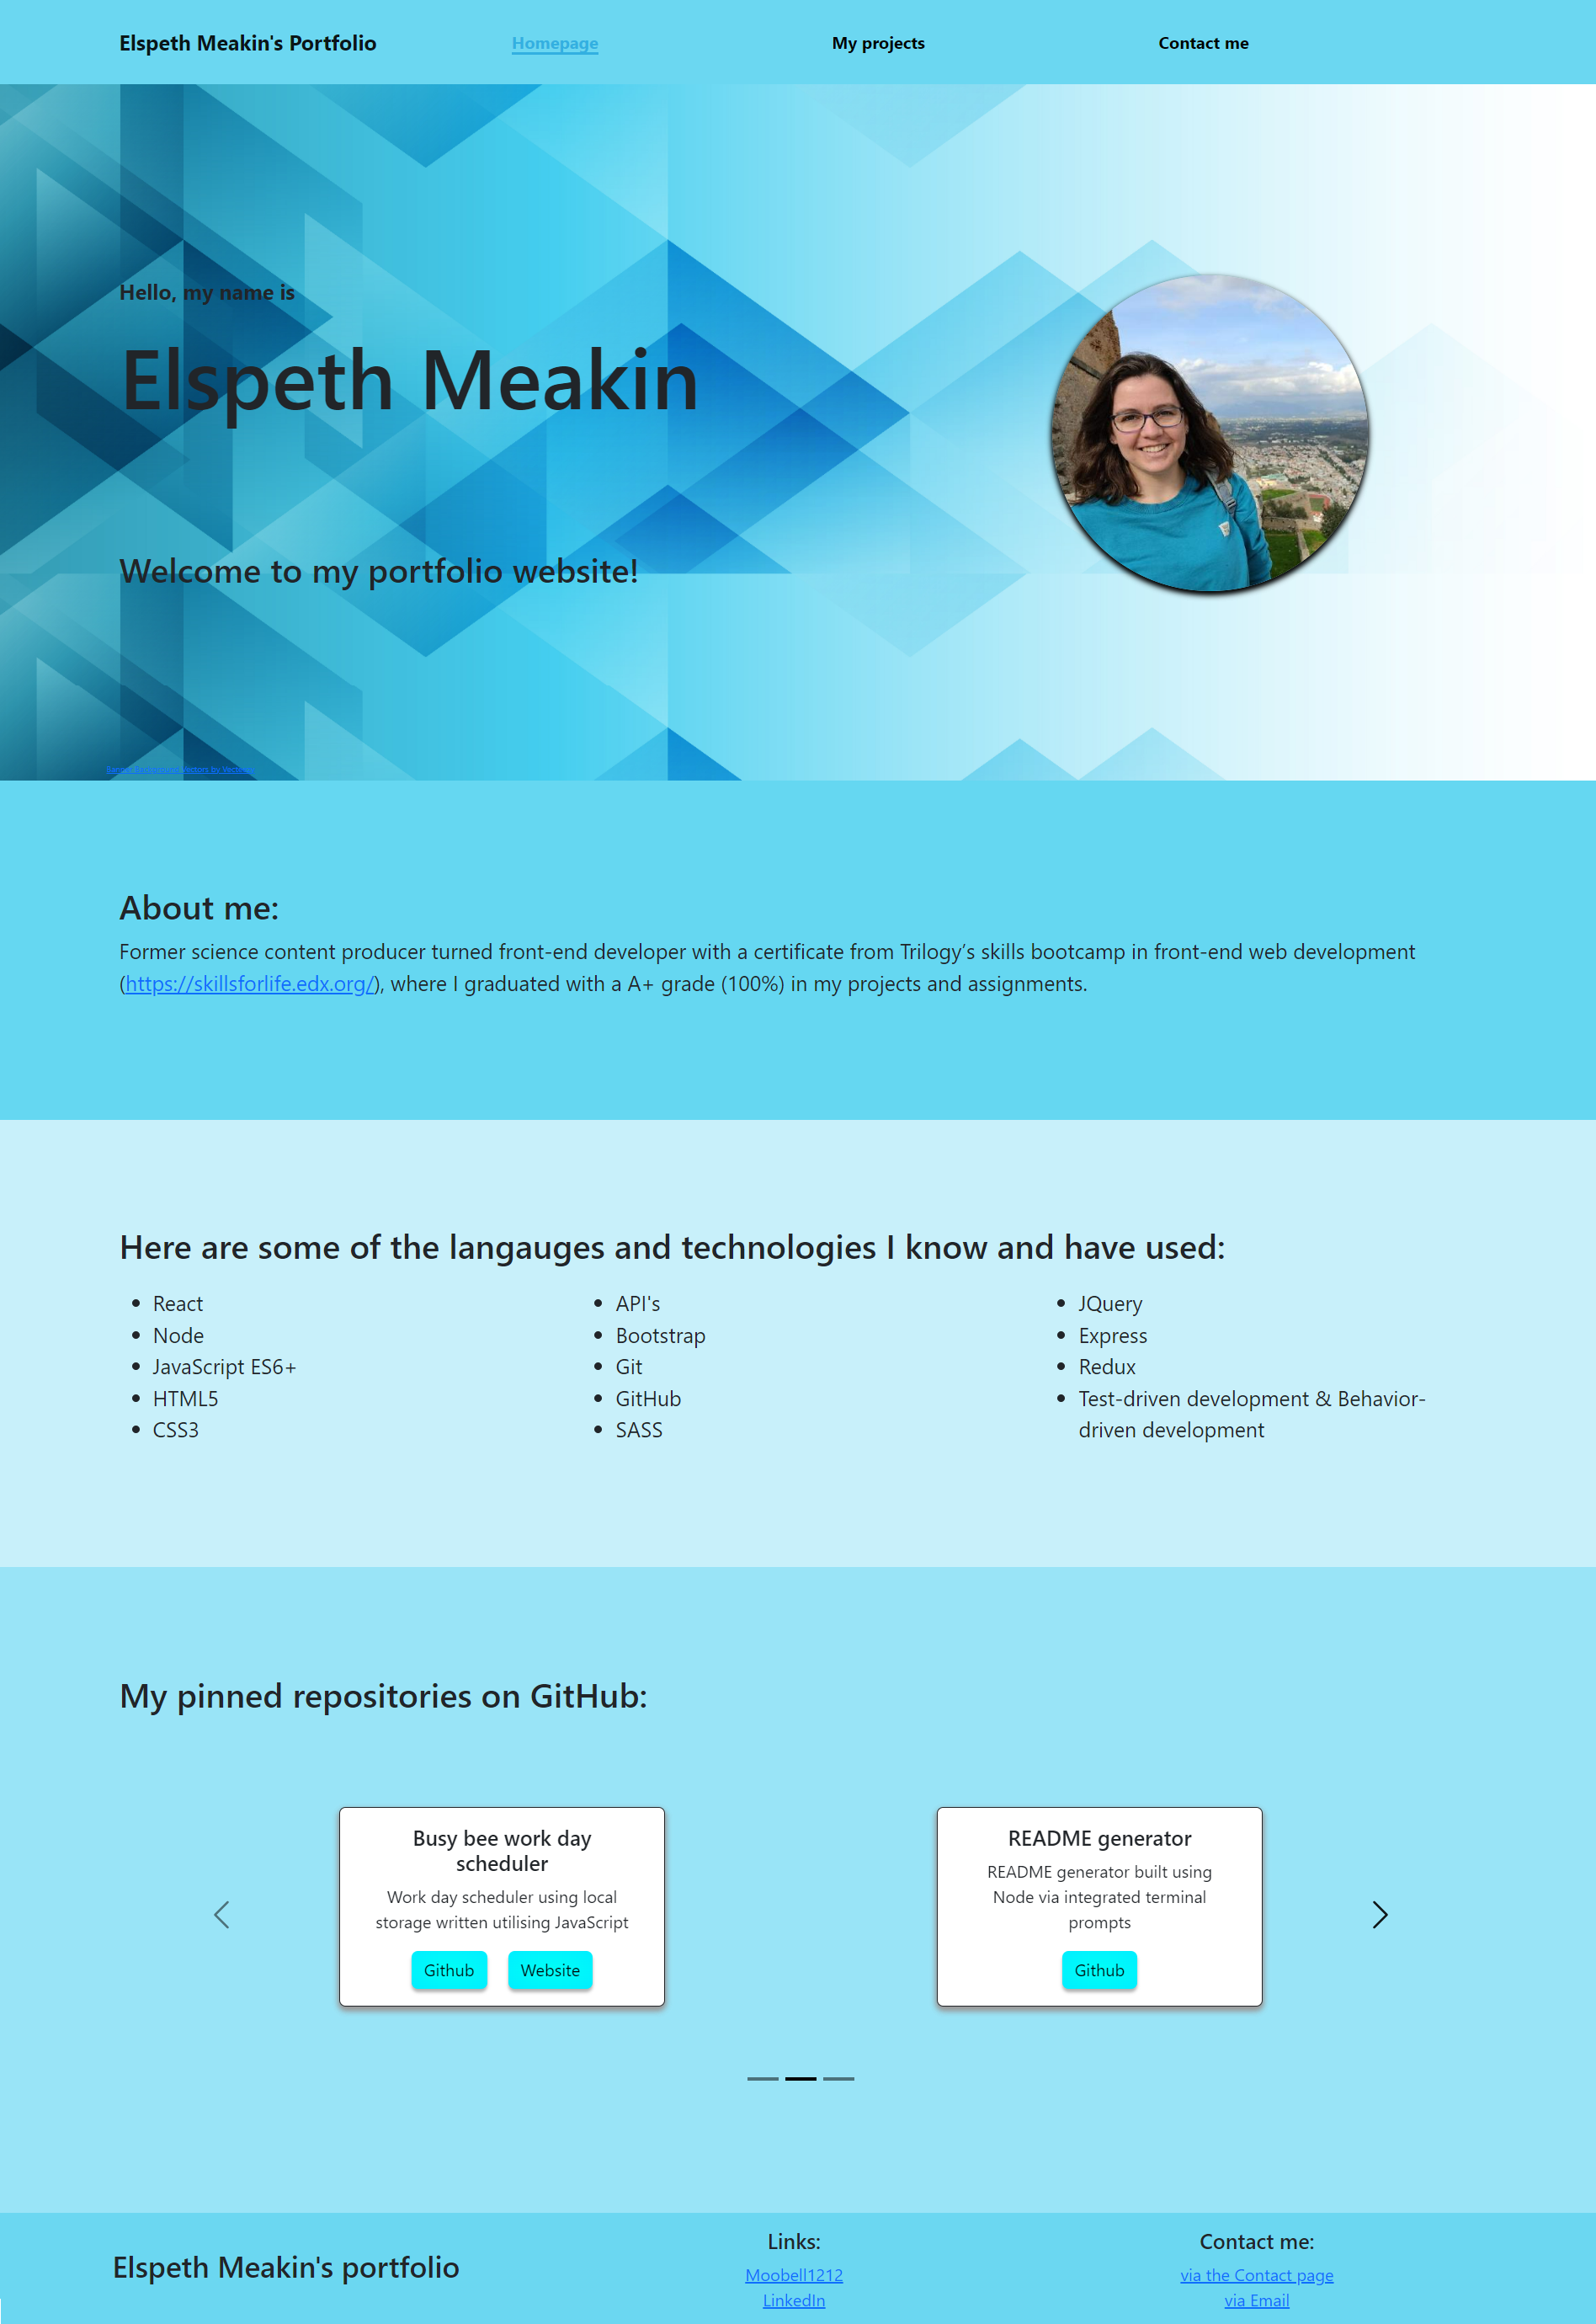 Elspeth Meakin's Portfolio Homepage My projects Contact me
Hello, my name is
Elspeth Meakin
Welcome to my portfolio website!
Banner Background Vectors by Vecteezy
About me:
Former science content producer turned front-end developer with a certificate from Trilogy’s skills bootcamp in front-end web development
(https://skillsforlife.edx.org/), where I graduated with a A+ grade (100%) in my projects and assignments.
Here are some of the langauges and technologies I know and have used:
React
Node
JavaScript ES6+
HTML5
CSS3
API's
Bootstrap
Git
GitHub
SASS
JQuery
Express
Redux
Test-driven development & Behavior-
driven development
My pinned repositories on GitHub:
Busy bee work day
scheduler
Work day scheduler using local
storage written utilising JavaScript
Github Website
README generator
README generator built using
Node via integrated terminal
prompts
Github
Elspeth Meakin's portfolio
Links:
Moobell1212
LinkedIn
Contact me:
via the Contact page
via Email